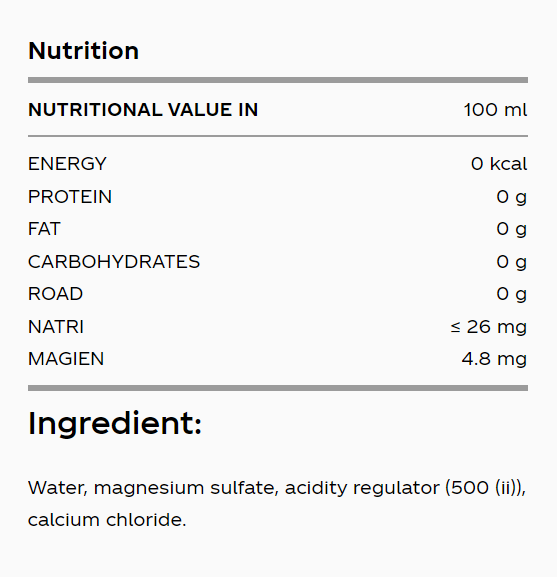 Nutrition
NUTRITIONAL VALUE IN 100 ml
ENERGY 0 kcal
PROTEIN 0 g
FAT 0 g
CARBOHYDRATES 0 g
ROAD 0 g
NATRI ≤ 26 mg
MAGIEN 4.8 mg
Ingredient:
Water, magnesium sulfate, acidity regulator (500 (ii)),
calcium chloride.